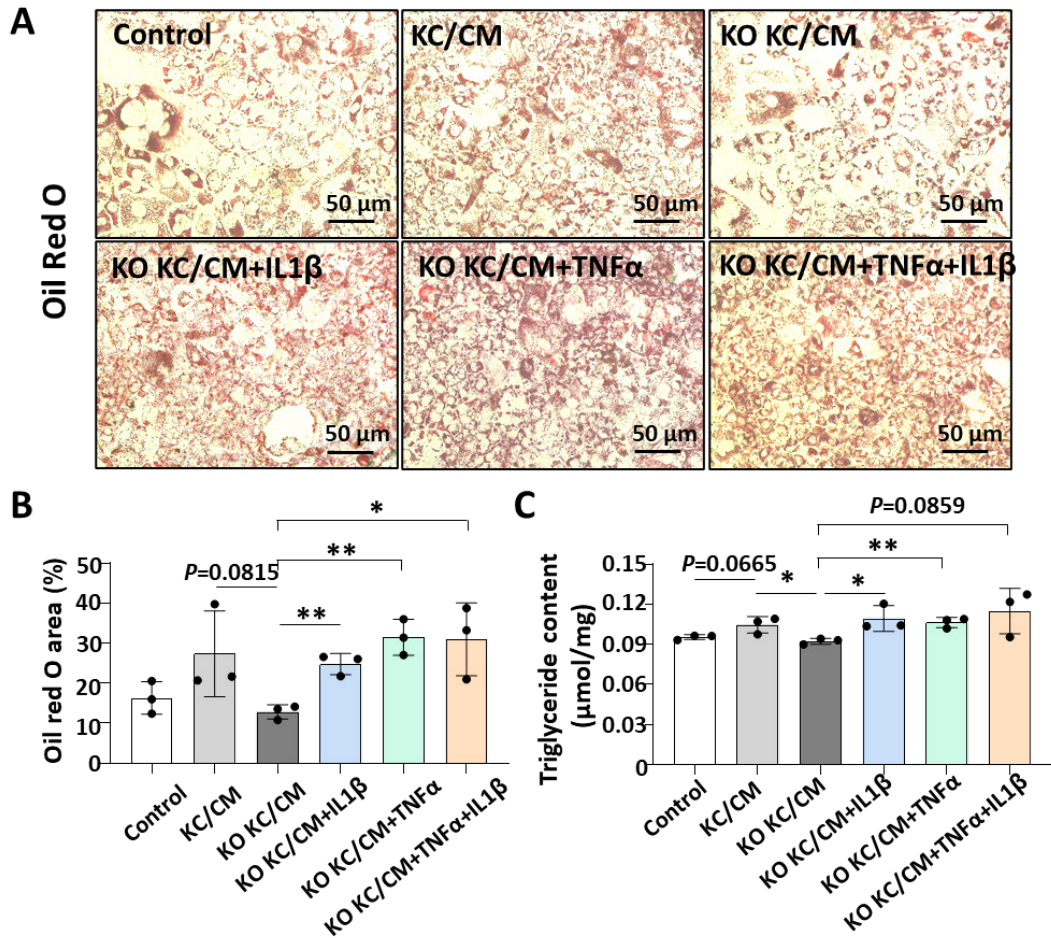 A
Control
KC/CM
KO KC/CM
Oil Red O
50 µm
50 µm
50 µm
KO KC/CM+IL1β
KO KC/CM+TNFα
KO KC/CM+TNFα+IL1β
50 µm
50 µm
50 µm
B
Oil red O area (%)
50
40
30
20
10
0
P=0.0815
**
**
*
Control
KC/CM
KO KC/CM
KO KC/CM+IL1β
KO KC/CM+TNFα
KO KC/CM+TNFα+IL1β
C
Triglyceride content
(µmol/mg)
0.15
0.12
0.09
0.06
0.03
0
P=0.0665
*
*
**
P=0.0859
Control
KC/CM
KO KC/CM
KO KC/CM+IL1β
KO KC/CM+TNFα
KO KC/CM+TNFα+IL1β